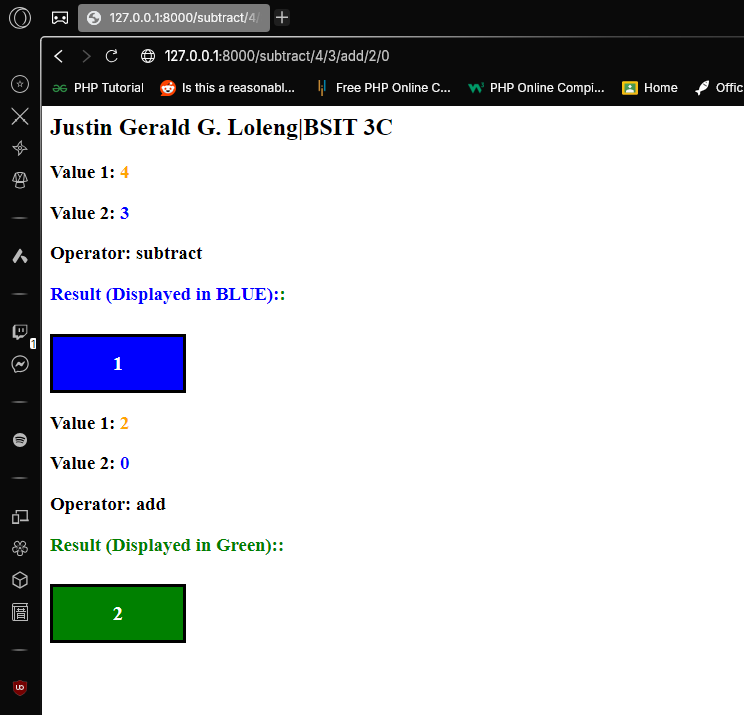 127.0.0.1:8000/subtract/4/
127.0.0.1:8000/subtract/4/3/add/2/0
PHP Tutorial Is this a reasonabl... Free PHP Online C... PHP Online Compi... Home Offic
Justin Gerald G. Loleng|BSIT 3C
Value 1: 4
Value 2: 3
Operator: subtract
Result (Displayed in BLUE)::
1
1
Value 1: 2
Value 2: 0
Operator: add
Result (Displayed in Green)::
2